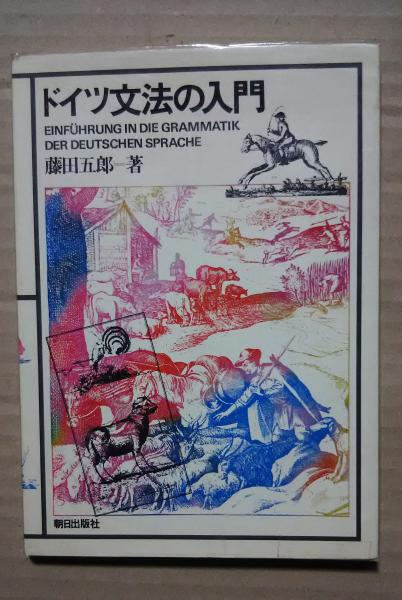 ドイツ文法の入門
EINFÜHRUNG IN DIE GRAMMATIK
DER DEUTSCHEN SPRACHE
藤田五郎=著
朝日出版社